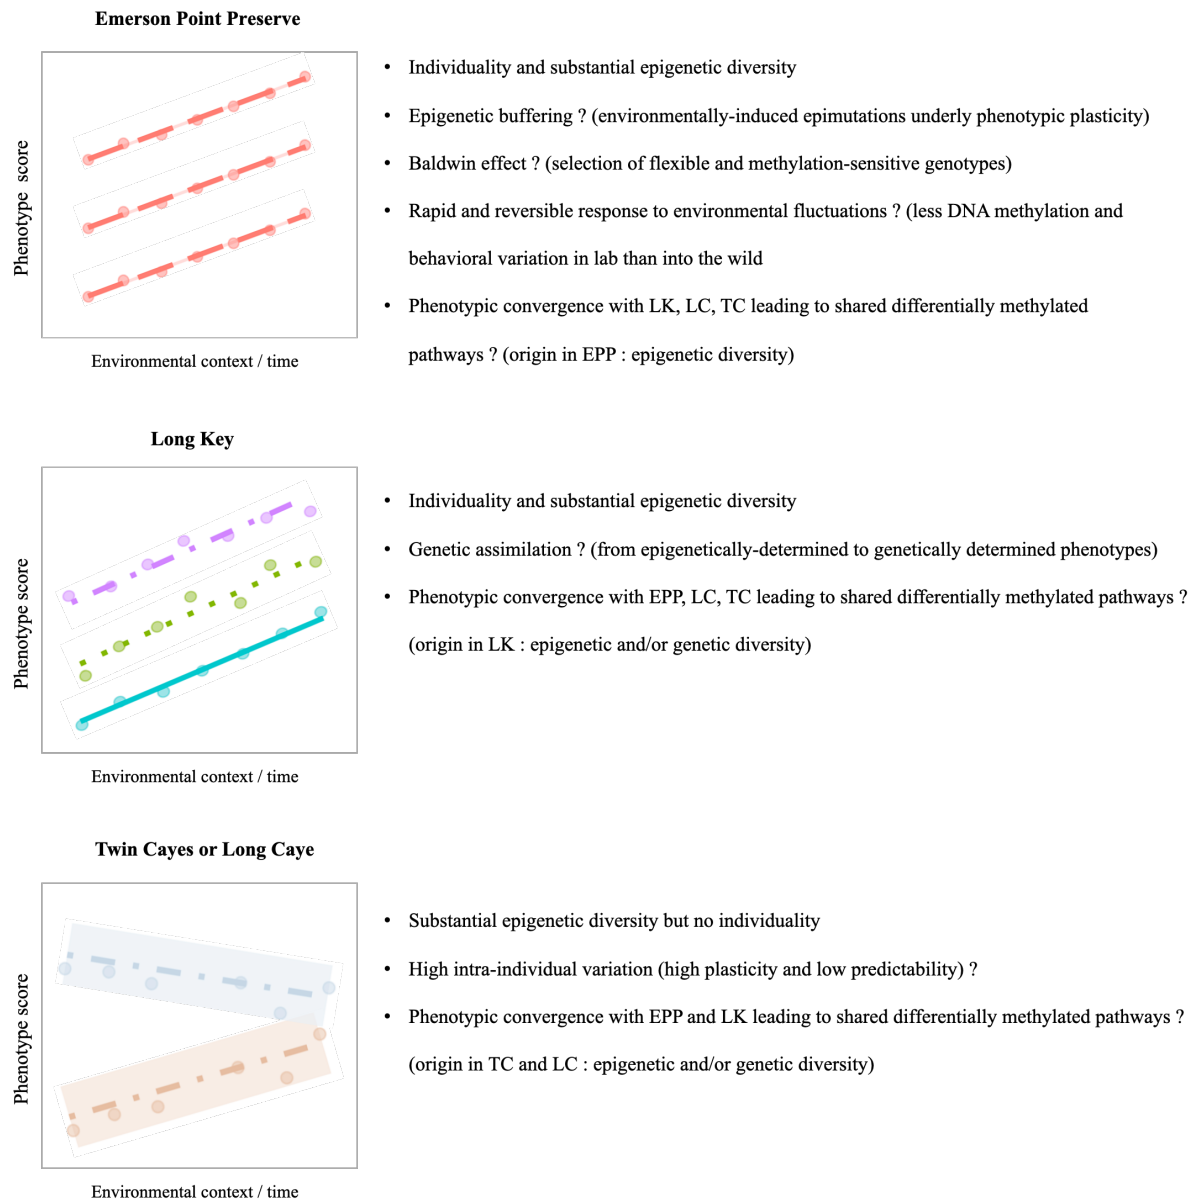 Emerson Point Preserve
Phenotype score
Environmental context / time
• Individuality and substantial epigenetic diversity
• Epigenetic buffering ? (environmentally-induced epimutations underly phenotypic plasticity)
• Baldwin effect ? (selection of flexible and methylation-sensitive genotypes)
• Rapid and reversible response to environmental fluctuations ? (less DNA methylation and
behavioral variation in lab than into the wild
• Phenotypic convergence with LK, LC, TC leading to shared differentially methylated
pathways ? (origin in EPP : epigenetic diversity)
Long Key
Phenotype score
Environmental context / time
• Individuality and substantial epigenetic diversity
• Genetic assimilation ? (from epigenetically-determined to genetically determined phenotypes)
• Phenotypic convergence with EPP, LC, TC leading to shared differentially methylated pathways ?
(origin in LK : epigenetic and/or genetic diversity)
Twin Cayes or Long Caye
Phenotype score
Environmental context / time
• Substantial epigenetic diversity but no individuality
• High intra-individual variation (high plasticity and low predictability) ?
• Phenotypic convergence with EPP and LK leading to shared differentially methylated pathways ?
(origin in TC and LC : epigenetic and/or genetic diversity)